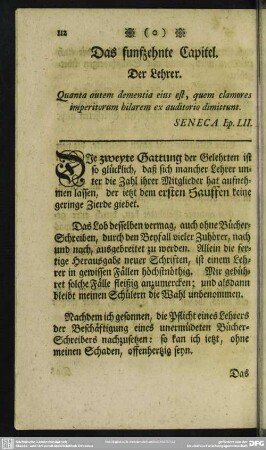 212 ❀ ( o ) ❀
Das funfzehnte Capitel.
Der Lehrer.
Quanta autem dementia eius est, quem clamores
imperitorum hilarem ex auditorio dimittunt.
SENECA Ep. LII.
DIe zweyte Gattung der Gelehrten ist
so glücklich, daß sich mancher Lehrer un-
ter die Zahl ihrer Mitglieder hat aufneh-
men lassen, der jetzt dem ersten Hauffen keine
geringe Zierde giebet.
Das Lob desselben vermag, auch ohne Bücher-
Schreiben, durch den Beyfall vieler Zuhörer, nach
und nach, ausgebreitet zu werden. Allein die fer-
tige Herausgabe neuer Schriften, ist einem Leh-
rer in gewissen Fällen höchstnöthig. Mir gebüh-
ret solche Fälle fleißig anzumercken; und alsdann
bleibt meinen Schülern die Wahl unbenommen.
Nachdem ich gesonnen, die Pflicht eines Lehrers
der Beschäftigung eines unermüdeten Bücher-
Schreibers nachzusetzen: so kan ich jetzt, ohne
meinen Schaden, offenhertzig seyn.
Das